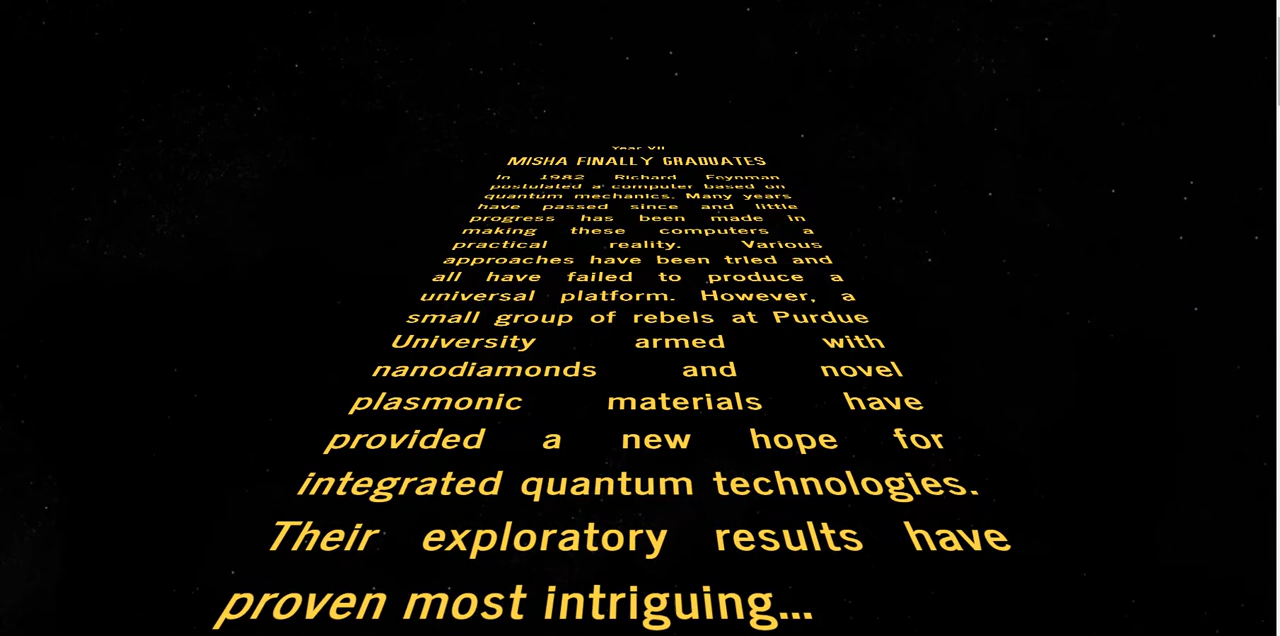 Year VII
MISHA FINALLY GRADUATES
In 1982 Richard Feynman
postulated a computer based on
quantum mechanics. Many years
have passed since and little
progress has been made in
making these computers a
practical reality. Various
approaches have been tried and
all have failed to produce a
universal platform. However, a
small group of rebels at Purdue
University armed with
nanodiamonds and novel
plasmonic materials have
provided a new hope for
integrated quantum technologies.
Their exploratory results have
proven most intriguing...